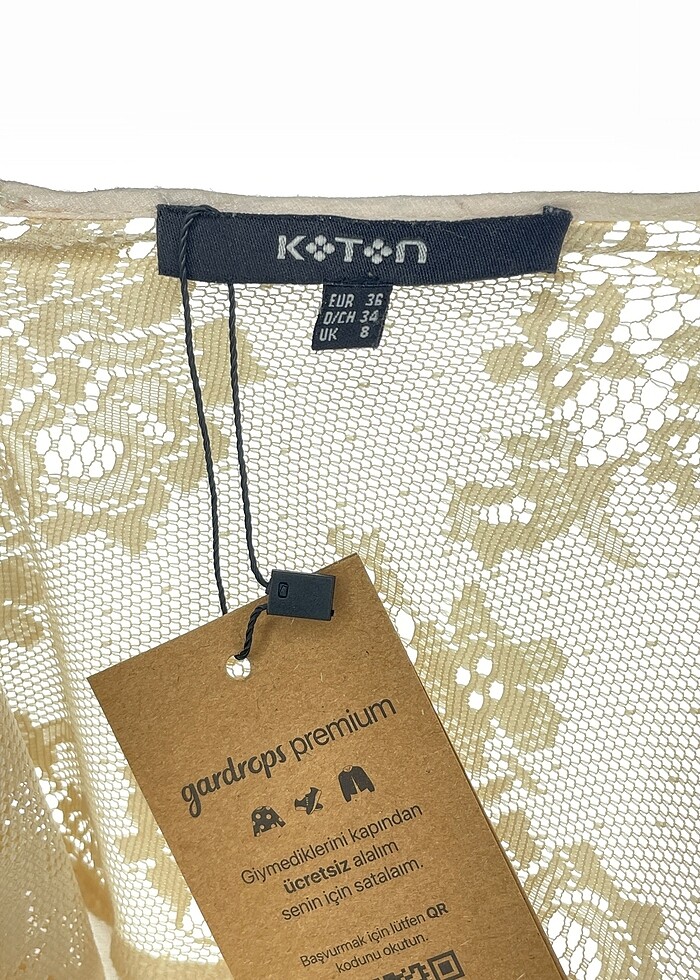 KOTON
EUR 36
D/CH 34
UK 8
gardrops premium
Giymediklerini kapından
ücretsiz alalım
senin için satalaım.
Başvurmak için lütfen QR
kodunu okutun.